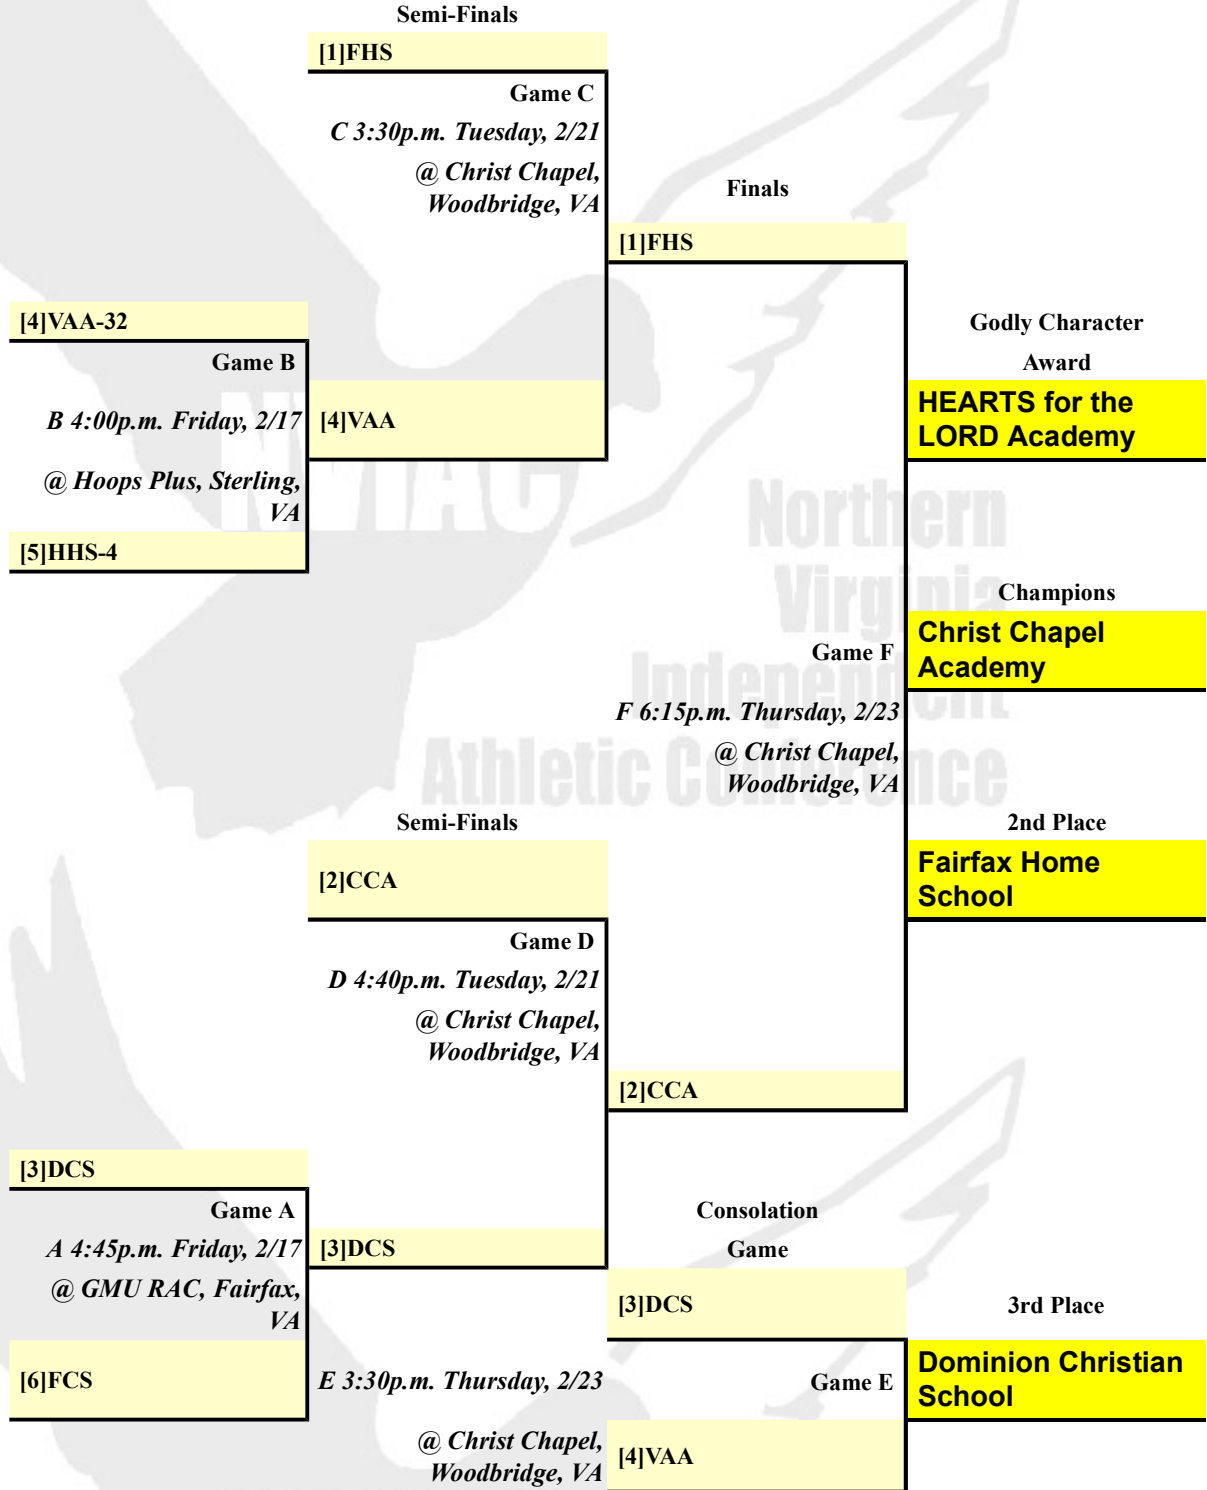 Semi-Finals
[1]FHS
Game C
C 3:30p.m. Tuesday, 2/21
@ Christ Chapel,
Woodbridge, VA
Finals
[1]FHS
[4]VAA-32
Game B
B 4:00p.m. Friday, 2/17
@ Hoops Plus, Sterling,
VA
[5]HHS-4
[4]VAA
Godly Character
Award
HEARTS for the
LORD Academy
NVIAC
Northern
Virginia
Independent
Athletic Conference
Champions
Christ Chapel
Academy
Game F
F 6:15p.m. Thursday, 2/23
@ Christ Chapel,
Woodbridge, VA
Semi-Finals
[2]CCA
2nd Place
Fairfax Home
School
Game D
D 4:40p.m. Tuesday, 2/21
@ Christ Chapel,
Woodbridge, VA
[2]CCA
[3]DCS
Game A
A 4:45p.m. Friday, 2/17
@ GMU RAC, Fairfax,
VA
[6]FCS
[3]DCS
Consolation
Game
[3]DCS
3rd Place
Dominion Christian
School
E 3:30p.m. Thursday, 2/23
Game E
@ Christ Chapel,
Woodbridge, VA
[4]VAA